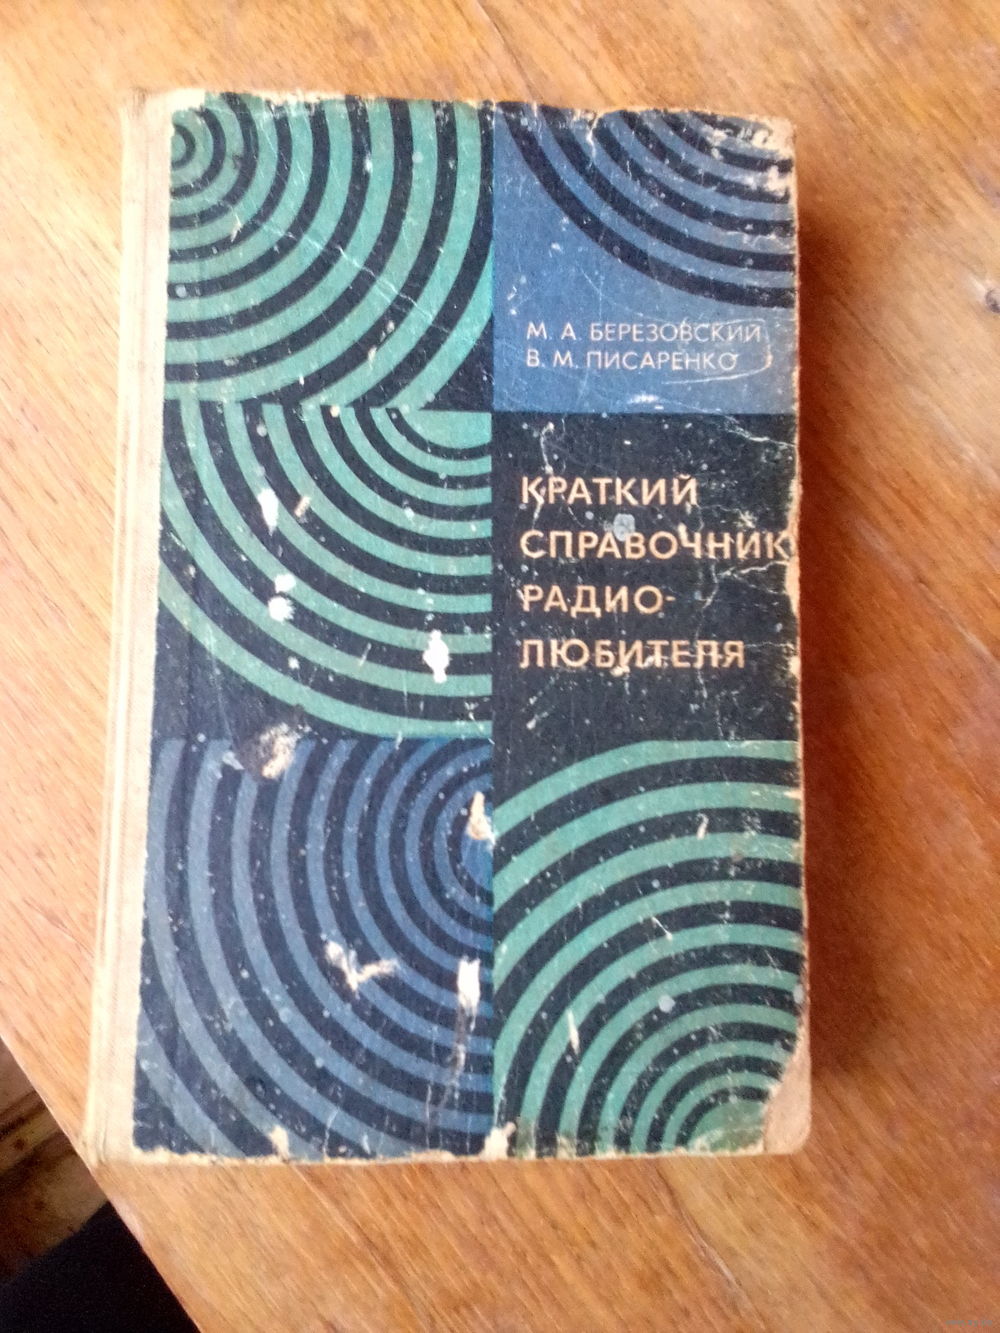 М. А. БЕРЕЗОВСКИЙ
В. М. ПИСАРЕНКО
КРАТКИЙ
СПРАВОЧНИК
РАДИО-
ЛЮБИТЕЛЯ